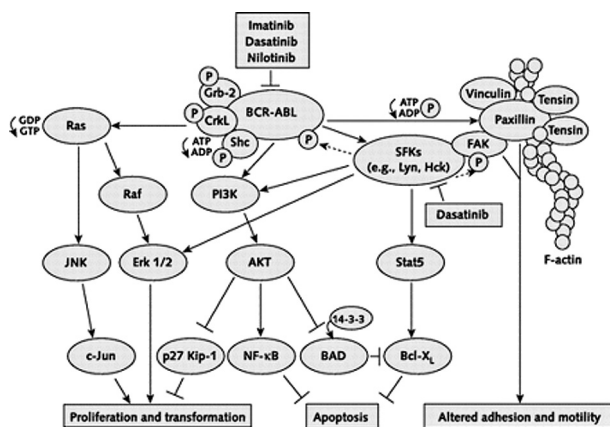 Imatinib
Dasatinib
Nilotinib
P
Grb-2
P
CrkL
BCR-ABL
ATP
ADP
P
Shc
P
ATP
ADP
P
Vinculin
Tensin
Paxillin
Tensin
GDP
GTP
Ras
SFKs
(e.g., Lyn, Hck)
FAK
P
Raf
PI3K
Dasatinib
F-actin
JNK
Erk 1/2
AKT
Stat5
14-3-3
c-Jun
p27 Kip-1
NF-κB
BAD
Bcl-XL
Proliferation and transformation
Apoptosis
Altered adhesion and motility